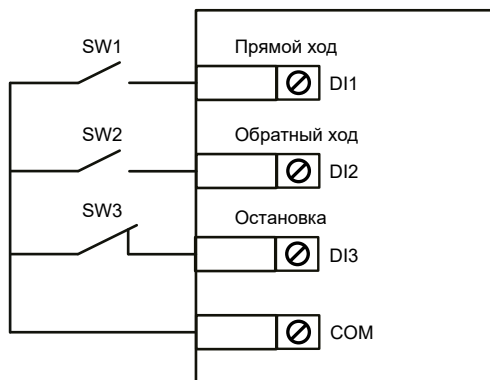 SW1
Прямой ход
DI1
SW2
Обратный ход
DI2
SW3
Остановка
DI3
COM